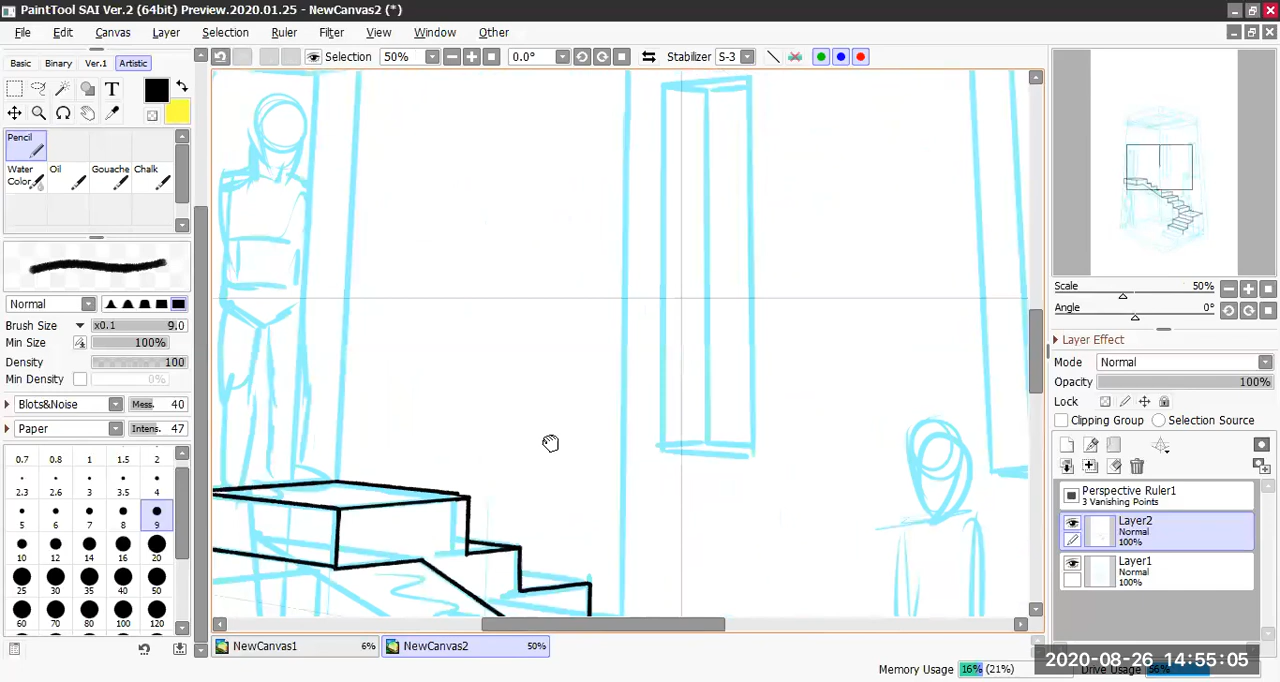 PaintTool SAI Ver.2 (64bit) Preview.2020.01.25 - NewCanvas2 (*)
File Edit Canvas Layer Selection Ruler Filter View Window Other
Basic Binary Ver.1 Artistic
Selection 50% 0.0° Stabilizer S-3
T
Pencil
Water Color Oil Gouache Chalk
Normal
Brush Size x0.1 9.0
Min Size 100%
Density 100
Min Density 0%
Blots&Noise Mess. 40
Paper Intens. 47
0.7 0.8 1 1.5 2
2.3 2.6 3 3.5 4
5 6 7 8 9
10 12 14 16 20
25 30 35 40 50
60 70 80 100 120
Scale 50%
Angle 0°
Layer Effect
Mode Normal
Opacity 100%
Lock
Clipping Group Selection Source
Perspective Ruler1
3 Vanishing Points
Layer2
Normal
100%
Layer1
Normal
100%
NewCanvas1 6% NewCanvas2 50%
Memory Usage 16% (21%) Drive Usage 56%
2020-08-26 14:55:05